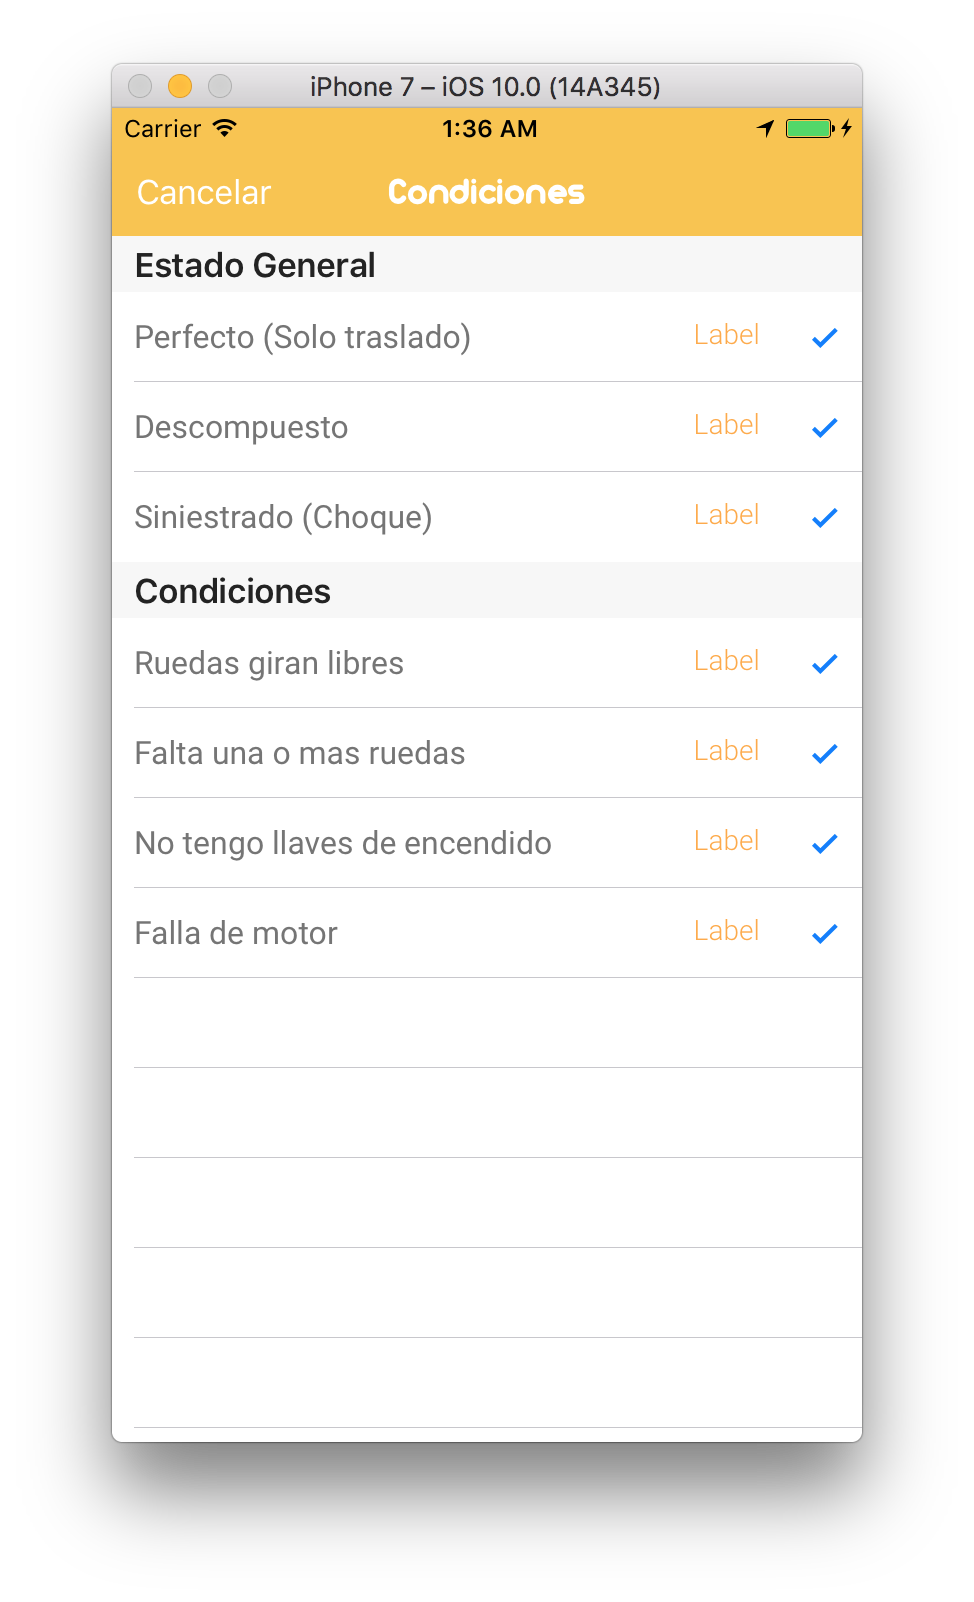 iPhone 7 – iOS 10.0 (14A345)
Carrier 1:36 AM
Cancelar Condiciones
Estado General
Perfecto (Solo traslado) Label
Descompuesto Label
Siniestrado (Choque) Label
Condiciones
Ruedas giran libres Label
Falta una o mas ruedas Label
No tengo llaves de encendido Label
Falla de motor Label